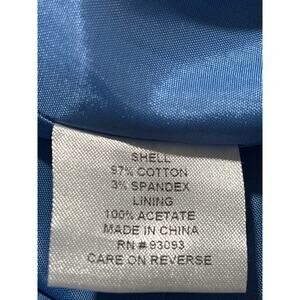 SHELL
97% COTTON
3% SPANDEX
LINING
100% ACETATE
MADE IN CHINA
RN # 93093
CARE ON REVERSE